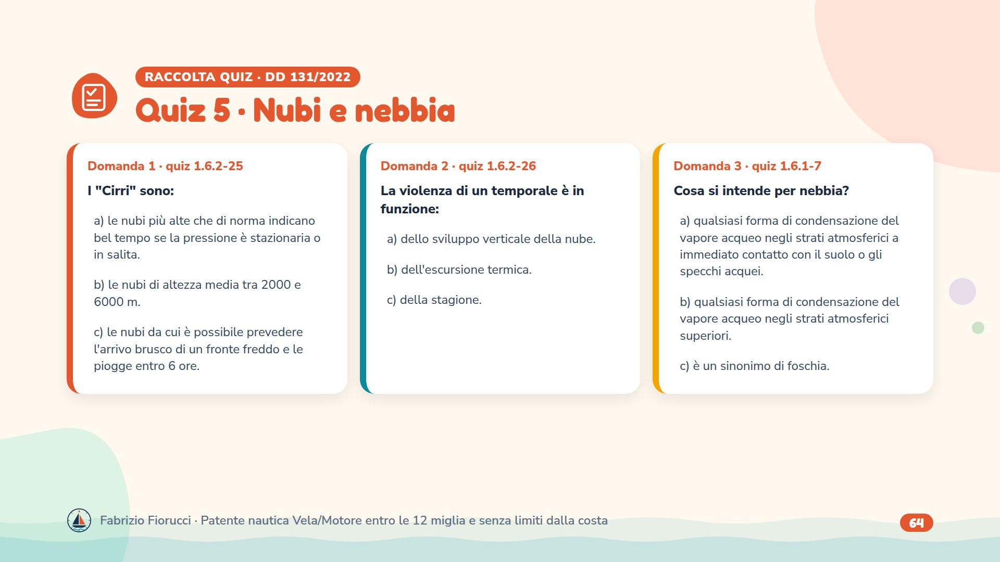 RACCOLTA QUIZ · DD 131/2022
Quiz 5 · Nubi e nebbia
Domanda 1 · quiz 1.6.2-25
I "Cirri" sono:
a) le nubi più alte che di norma indicano
bel tempo se la pressione è stazionaria o
in salita.
b) le nubi di altezza media tra 2000 e
6000 m.
c) le nubi da cui è possibile prevedere
l'arrivo brusco di un fronte freddo e le
piogge entro 6 ore.
Domanda 2 · quiz 1.6.2-26
La violenza di un temporale è in
funzione:
a) dello sviluppo verticale della nube.
b) dell'escursione termica.
c) della stagione.
Domanda 3 · quiz 1.6.1-7
Cosa si intende per nebbia?
a) qualsiasi forma di condensazione del
vapore acqueo negli strati atmosferici a
immediato contatto con il suolo o gli
specchi acquei.
b) qualsiasi forma di condensazione del
vapore acqueo negli strati atmosferici
superiori.
c) è un sinonimo di foschia.
Fabrizio Fiorucci · Patente nautica Vela/Motore entro le 12 miglia e senza limiti dalla costa
64